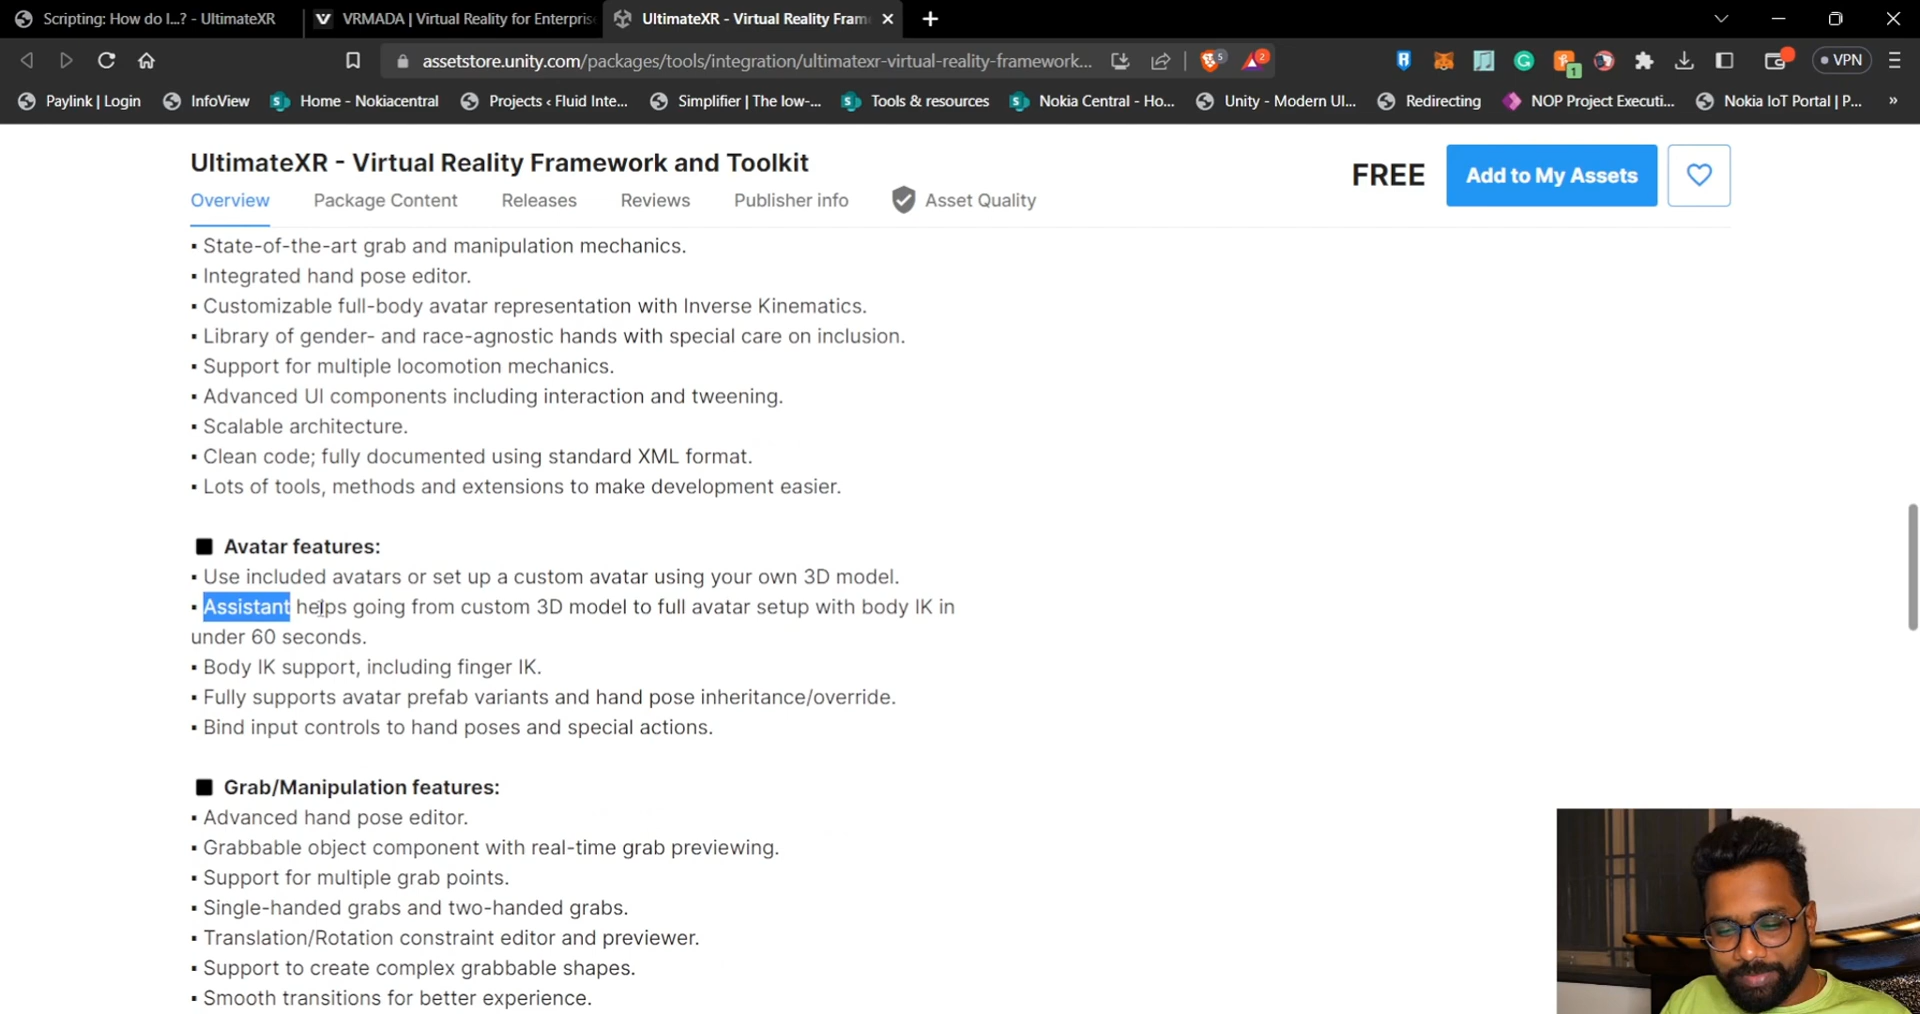 Scripting: How do I...? - UltimateXR
VRMADA | Virtual Reality for Enterpris
UltimateXR - Virtual Reality Fram
assetstore.unity.com/packages/tools/integration/ultimatexr-virtual-reality-framework...
5
2
1
VPN
Paylink | Login
InfoView
Home - Nokiacentral
Projects ‹ Fluid Inte...
Simplifier | The low-...
Tools & resources
Nokia Central - Ho...
Unity - Modern UI...
Redirecting
NOP Project Executi...
Nokia IoT Portal | P...
»
UltimateXR - Virtual Reality Framework and Toolkit
FREE
Add to My Assets
Overview
Package Content
Releases
Reviews
Publisher info
Asset Quality
▪ State-of-the-art grab and manipulation mechanics.
▪ Integrated hand pose editor.
▪ Customizable full-body avatar representation with Inverse Kinematics.
▪ Library of gender- and race-agnostic hands with special care on inclusion.
▪ Support for multiple locomotion mechanics.
▪ Advanced UI components including interaction and tweening.
▪ Scalable architecture.
▪ Clean code; fully documented using standard XML format.
▪ Lots of tools, methods and extensions to make development easier.
■ Avatar features:
▪ Use included avatars or set up a custom avatar using your own 3D model.
▪ Assistant helps going from custom 3D model to full avatar setup with body IK in
under 60 seconds.
▪ Body IK support, including finger IK.
▪ Fully supports avatar prefab variants and hand pose inheritance/override.
▪ Bind input controls to hand poses and special actions.
■ Grab/Manipulation features:
▪ Advanced hand pose editor.
▪ Grabbable object component with real-time grab previewing.
▪ Support for multiple grab points.
▪ Single-handed grabs and two-handed grabs.
▪ Translation/Rotation constraint editor and previewer.
▪ Support to create complex grabbable shapes.
▪ Smooth transitions for better experience.